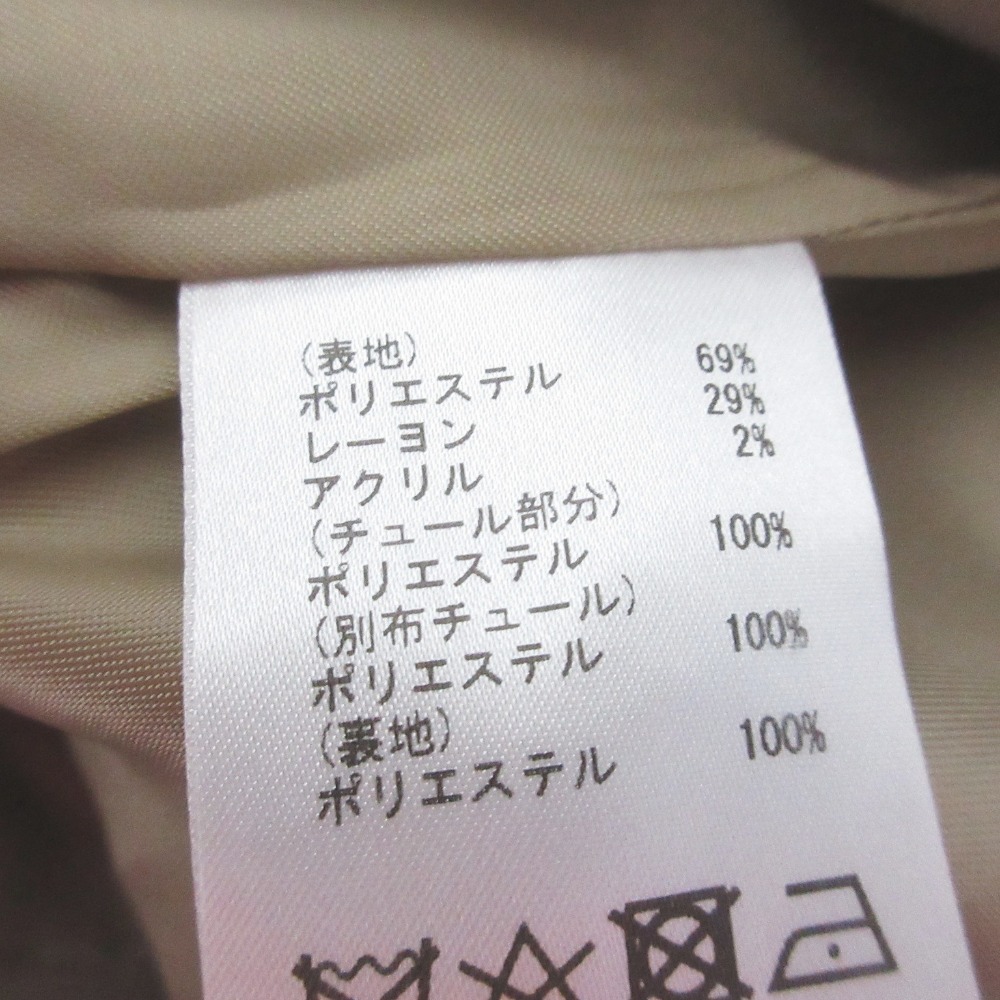 (表地)
ポリエステル 69%
レーヨン 29%
アクリル 2%
(チュール部分)
ポリエステル 100%
(別布チュール)
ポリエステル 100%
(裏地)
ポリエステル 100%